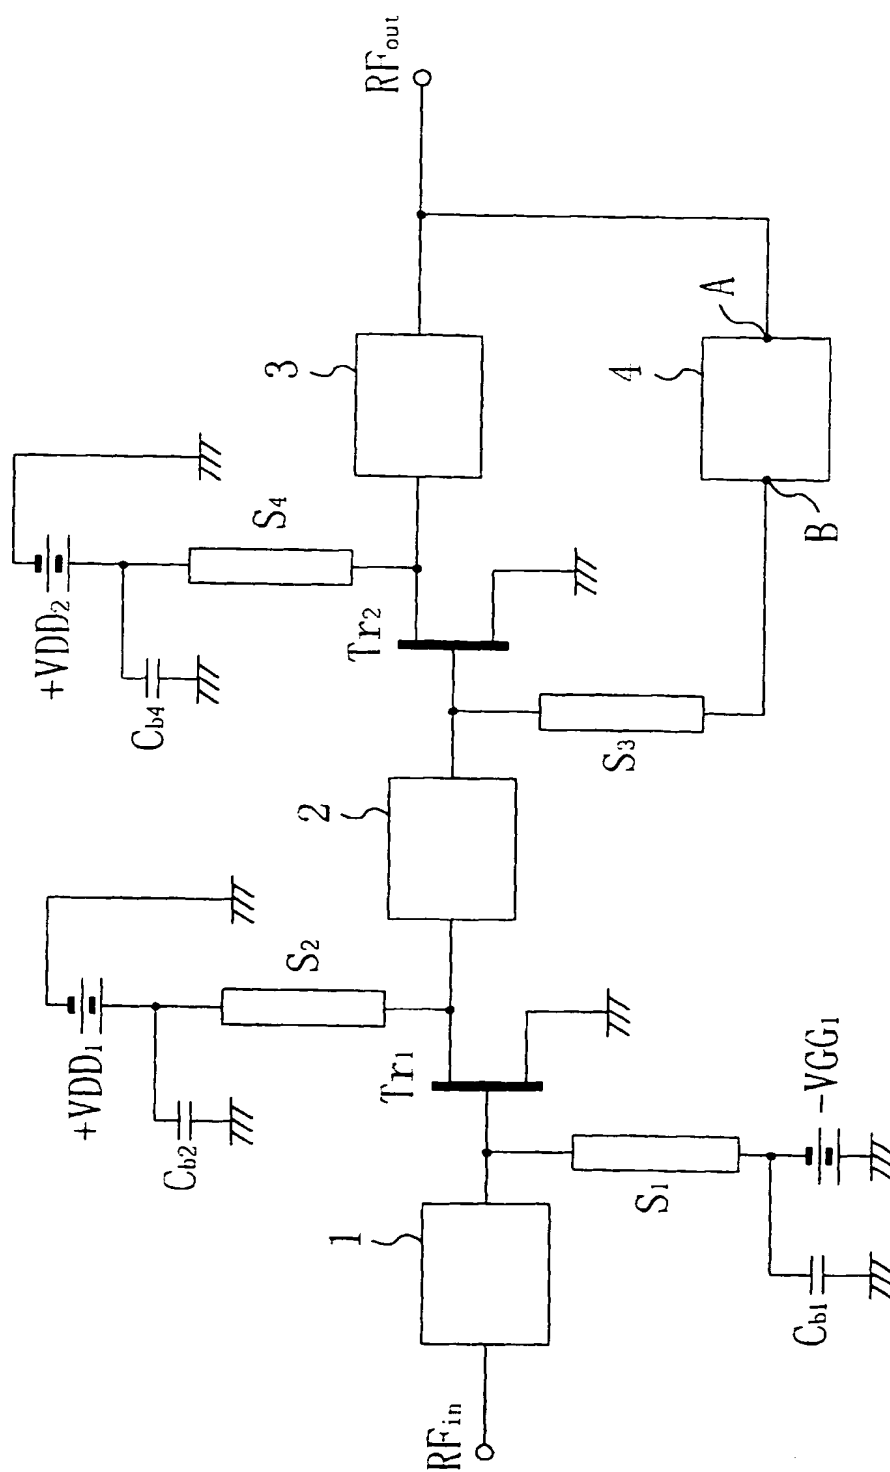 +VDD₁
Cb2
S₂
+VDD₂
Cb4
S₄
RFin
1
Tr₁
2
Tr₂
3
RFout
S₁
Cb1
-VGG₁
S₃
B
4
A